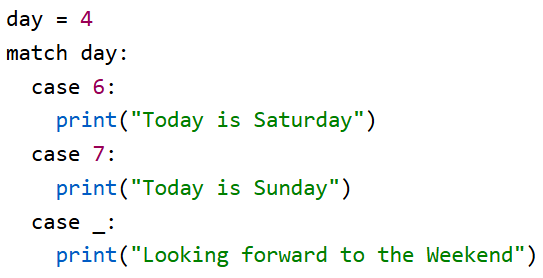 day = 4
match day:
  case 6:
    print("Today is Saturday")
  case 7:
    print("Today is Sunday")
  case _:
    print("Looking forward to the Weekend")